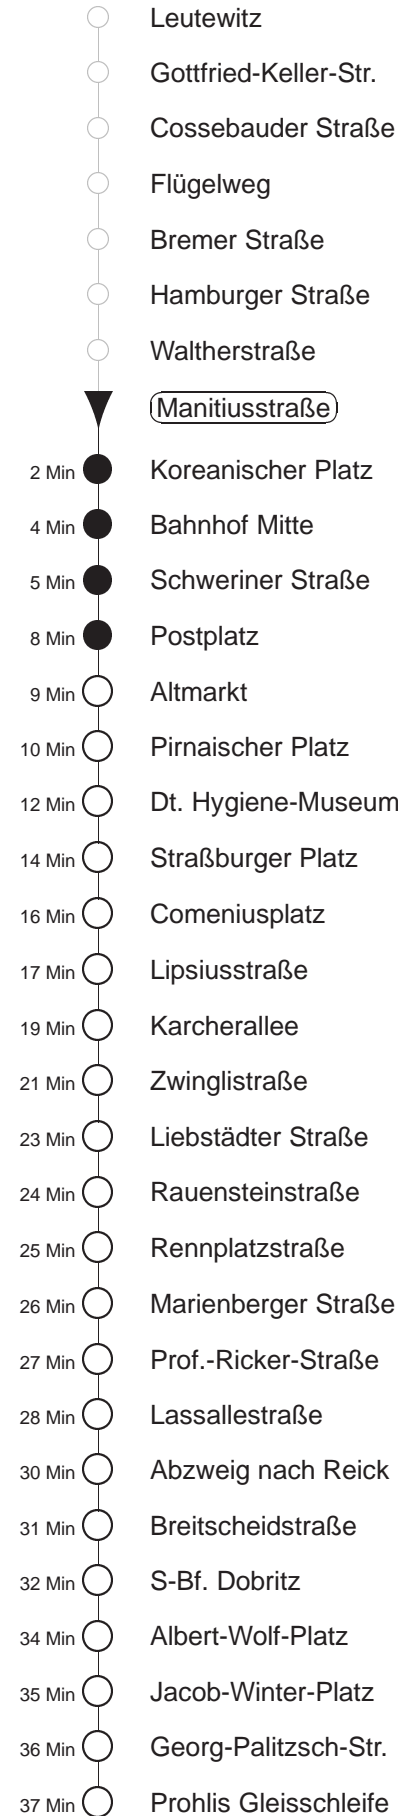 Leutewitz
Gottfried-Keller-Str.
Cossebauder Straße
Flügelweg
Bremer Straße
Hamburger Straße
Waltherstraße
Manitiusstraße
2 Min Koreanischer Platz
4 Min Bahnhof Mitte
5 Min Schweriner Straße
8 Min Postplatz
9 Min Altmarkt
10 Min Pirnaischer Platz
12 Min Dt. Hygiene-Museum
14 Min Straßburger Platz
16 Min Comeniusplatz
17 Min Lipsiusstraße
19 Min Karcherallee
21 Min Zwinglistraße
23 Min Liebstädter Straße
24 Min Rauensteinstraße
25 Min Rennplatzstraße
26 Min Marienberger Straße
27 Min Prof.-Ricker-Straße
28 Min Lassallestraße
30 Min Abzweig nach Reick
31 Min Breitscheidstraße
32 Min S-Bf. Dobritz
34 Min Albert-Wolf-Platz
35 Min Jacob-Winter-Platz
36 Min Georg-Palitzsch-Str.
37 Min Prohlis Gleisschleife